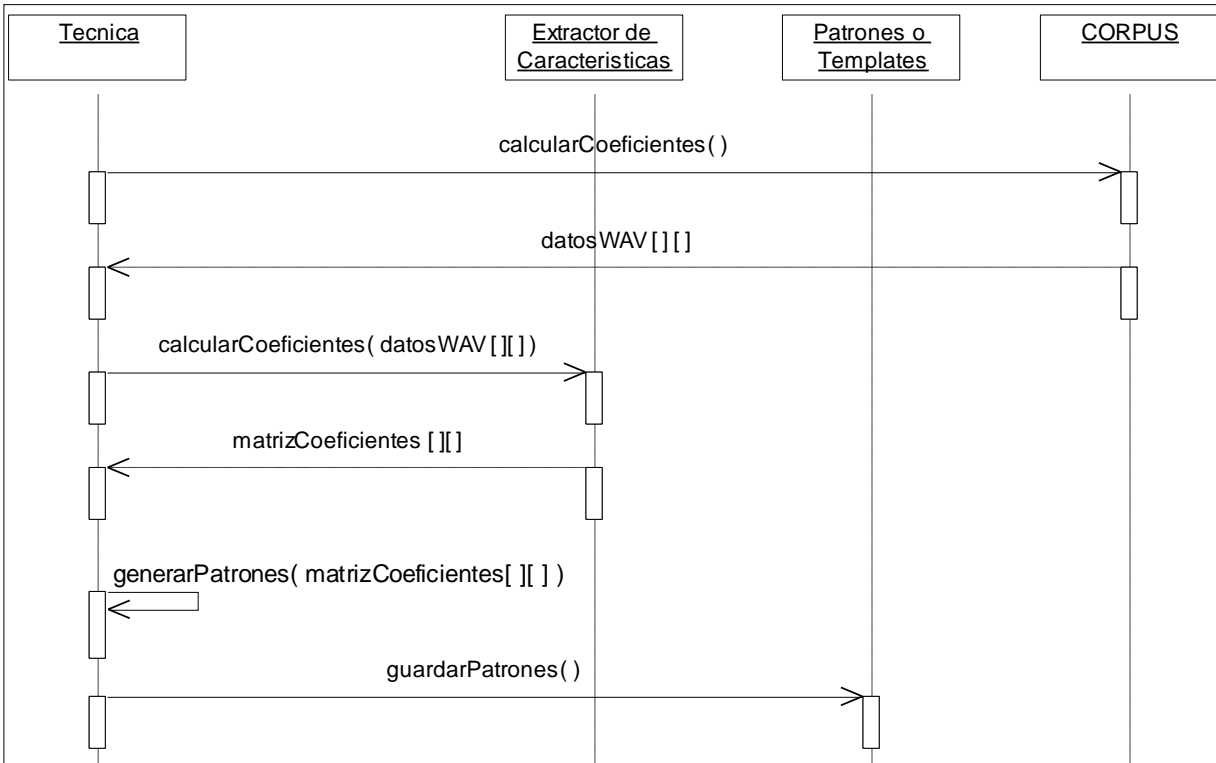 Tecnica
Extractor de
Caracteristicas
Patrones o
Templates
CORPUS
calcularCoeficientes( )
datosWAV [ ] [ ]
calcularCoeficientes( datosWAV [ ][ ] )
matrizCoeficientes [ ][ ]
generarPatrones( matrizCoeficientes[ ][ ] )
guardarPatrones( )